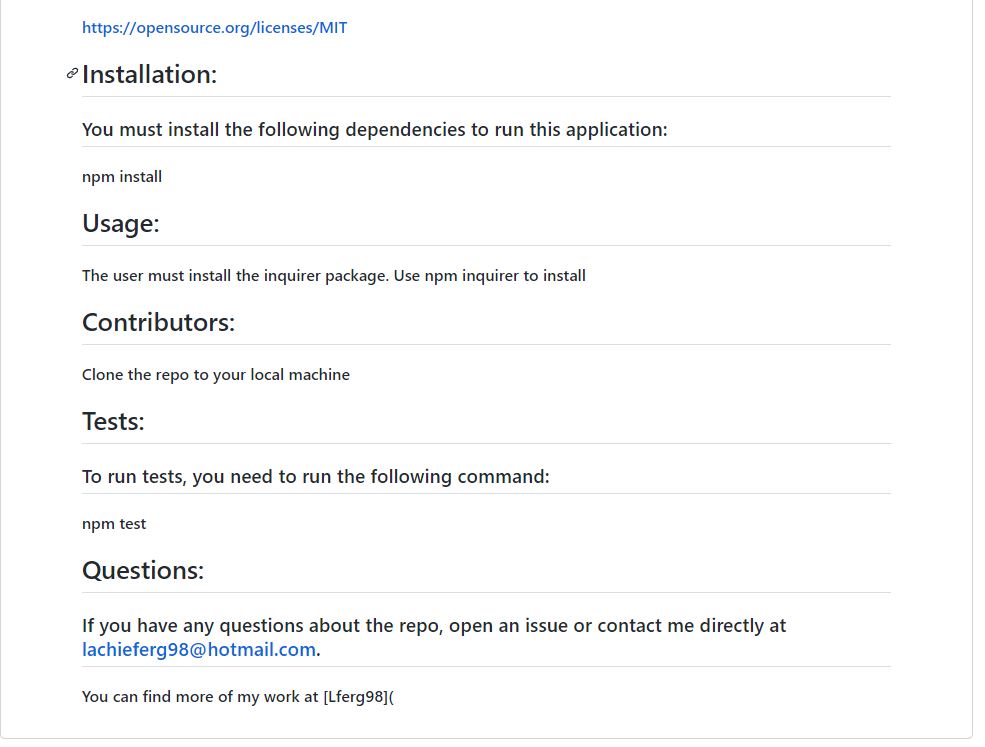 https://opensource.org/licenses/MIT
Installation:
You must install the following dependencies to run this application:
npm install
Usage:
The user must install the inquirer package. Use npm inquirer to install
Contributors:
Clone the repo to your local machine
Tests:
To run tests, you need to run the following command:
npm test
Questions:
If you have any questions about the repo, open an issue or contact me directly at
lachieferg98@hotmail.com.
You can find more of my work at [Lferg98](